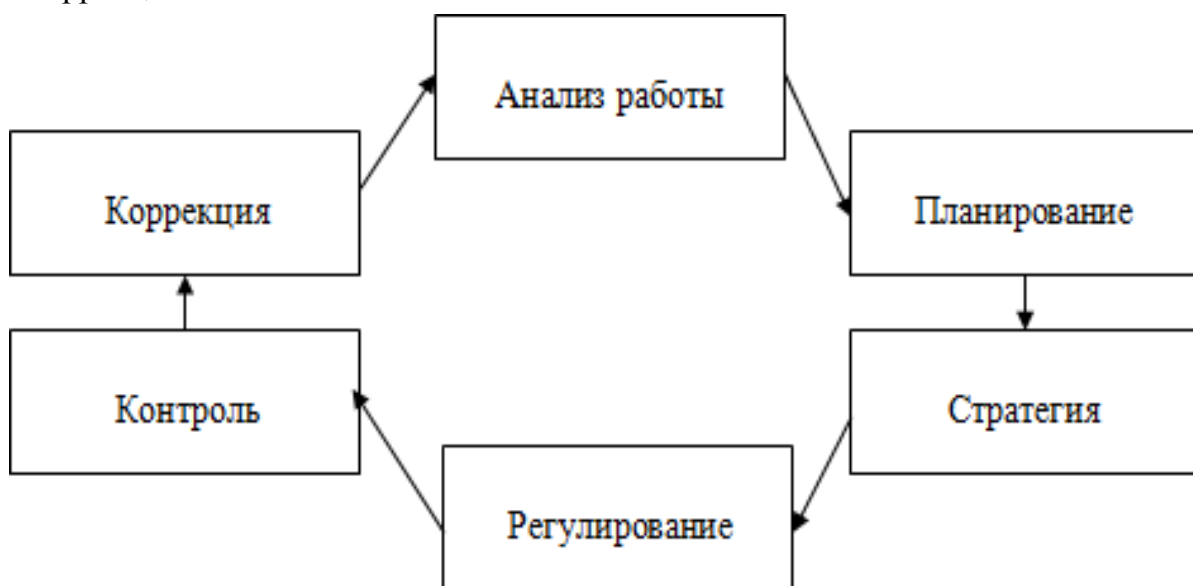 Анализ работы
Коррекция
Планирование
Контроль
Стратегия
Регулирование